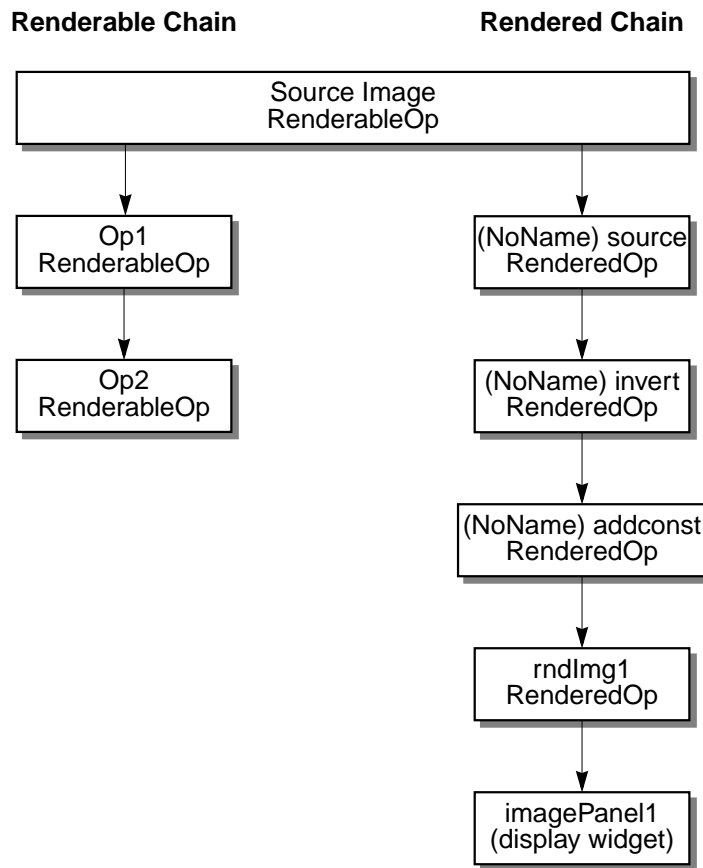 Renderable Chain
Rendered Chain
Source Image
RenderableOp
Op1
RenderableOp
Op2
RenderableOp
(NoName) source
RenderedOp
(NoName) invert
RenderedOp
(NoName) addconst
RenderedOp
rndImg1
RenderedOp
imagePanel1
(display widget)